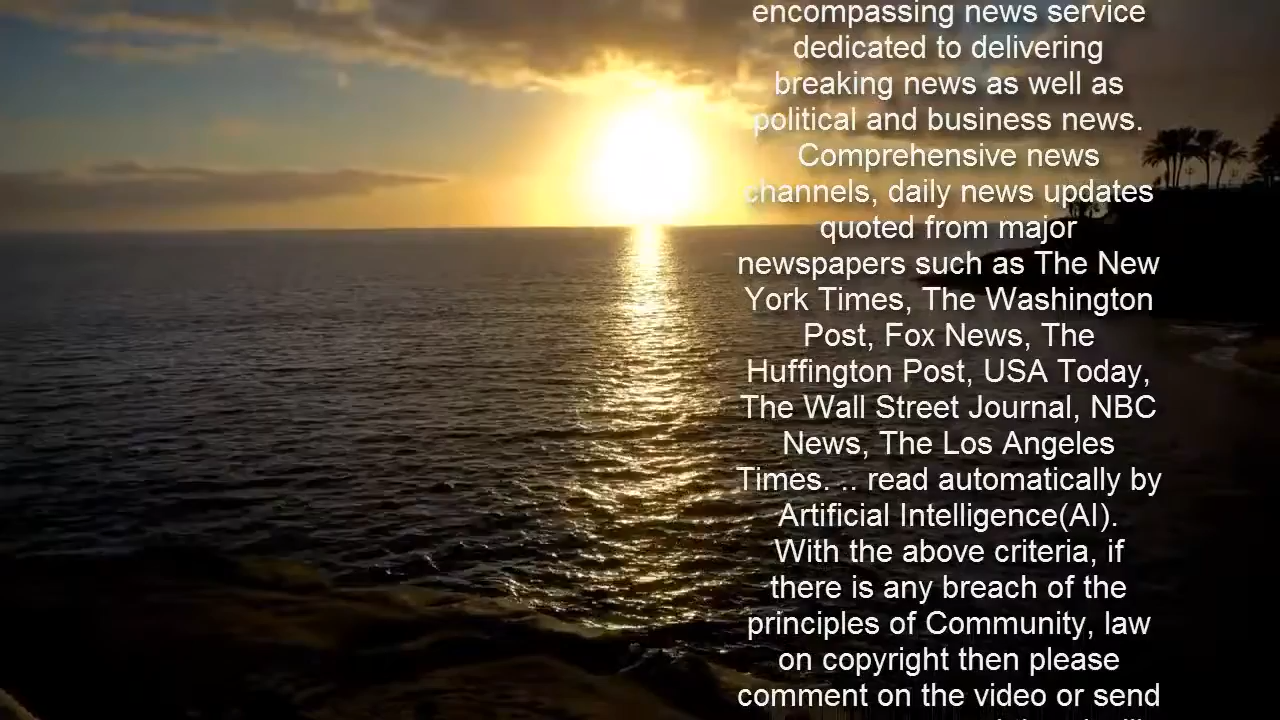 encompassing news service
dedicated to delivering
breaking news as well as
political and business news.
Comprehensive news
channels, daily news updates
quoted from major
newspapers such as The New
York Times, The Washington
Post, Fox News, The
Huffington Post, USA Today,
The Wall Street Journal, NBC
News, The Los Angeles
Times. .. read automatically by
Artificial Intelligence(AI).
With the above criteria, if
there is any breach of the
principles of Community, law
on copyright then please
comment on the video or send